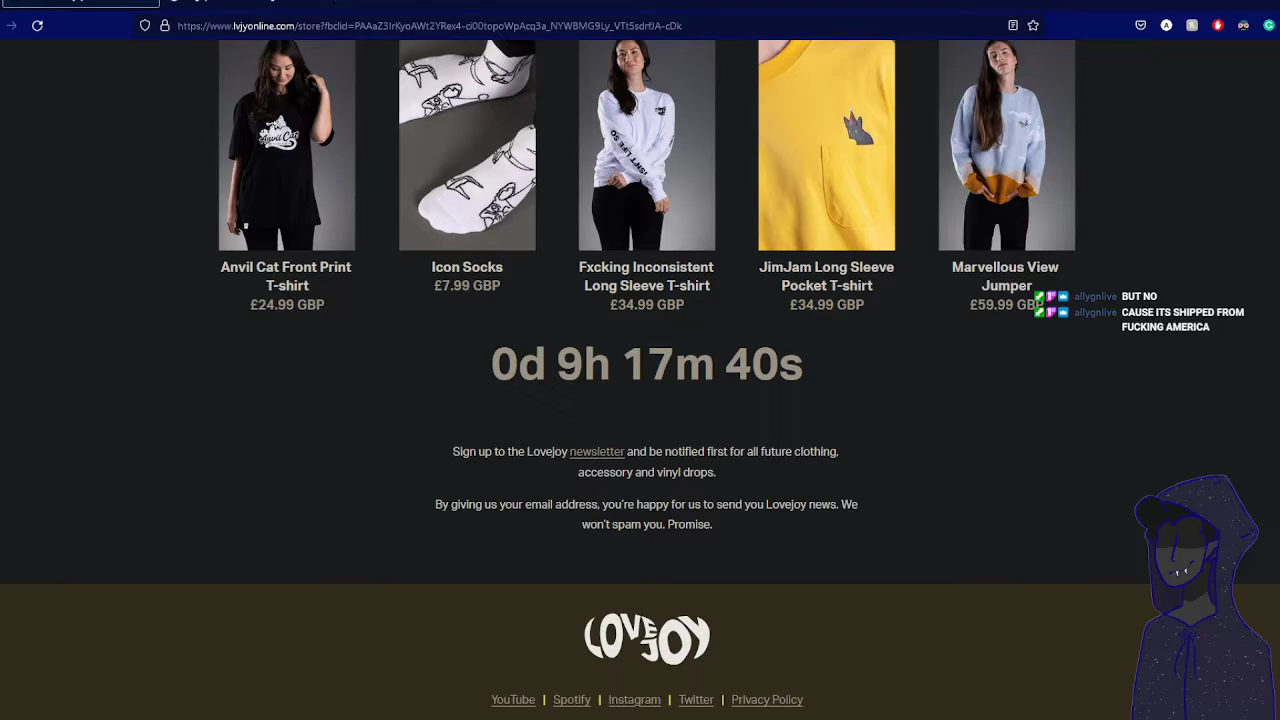 https://www.lvjyonline.com/store?fbclid=PAAaZ3IrKyoAWt2YRex4-ci00topoWpAcq3a_NYWBMG9Ly_VTt5sdrfJA-cDk
Anvil Cat
ISN'T LIFE SO
Anvil Cat Front Print
T-shirt
£24.99 GBP
Icon Socks
£7.99 GBP
Fxcking Inconsistent
Long Sleeve T-shirt
£34.99 GBP
JimJam Long Sleeve
Pocket T-shirt
£34.99 GBP
Marvellous View
Jumper
£59.99 GBP
allygnlive BUT NO
allygnlive CAUSE ITS SHIPPED FROM
FUCKING AMERICA
0d 9h 17m 40s
Sign up to the Lovejoy newsletter and be notified first for all future clothing,
accessory and vinyl drops.
By giving us your email address, you're happy for us to send you Lovejoy news. We
won't spam you. Promise.
LOVEJOY
YouTube | Spotify | Instagram | Twitter | Privacy Policy